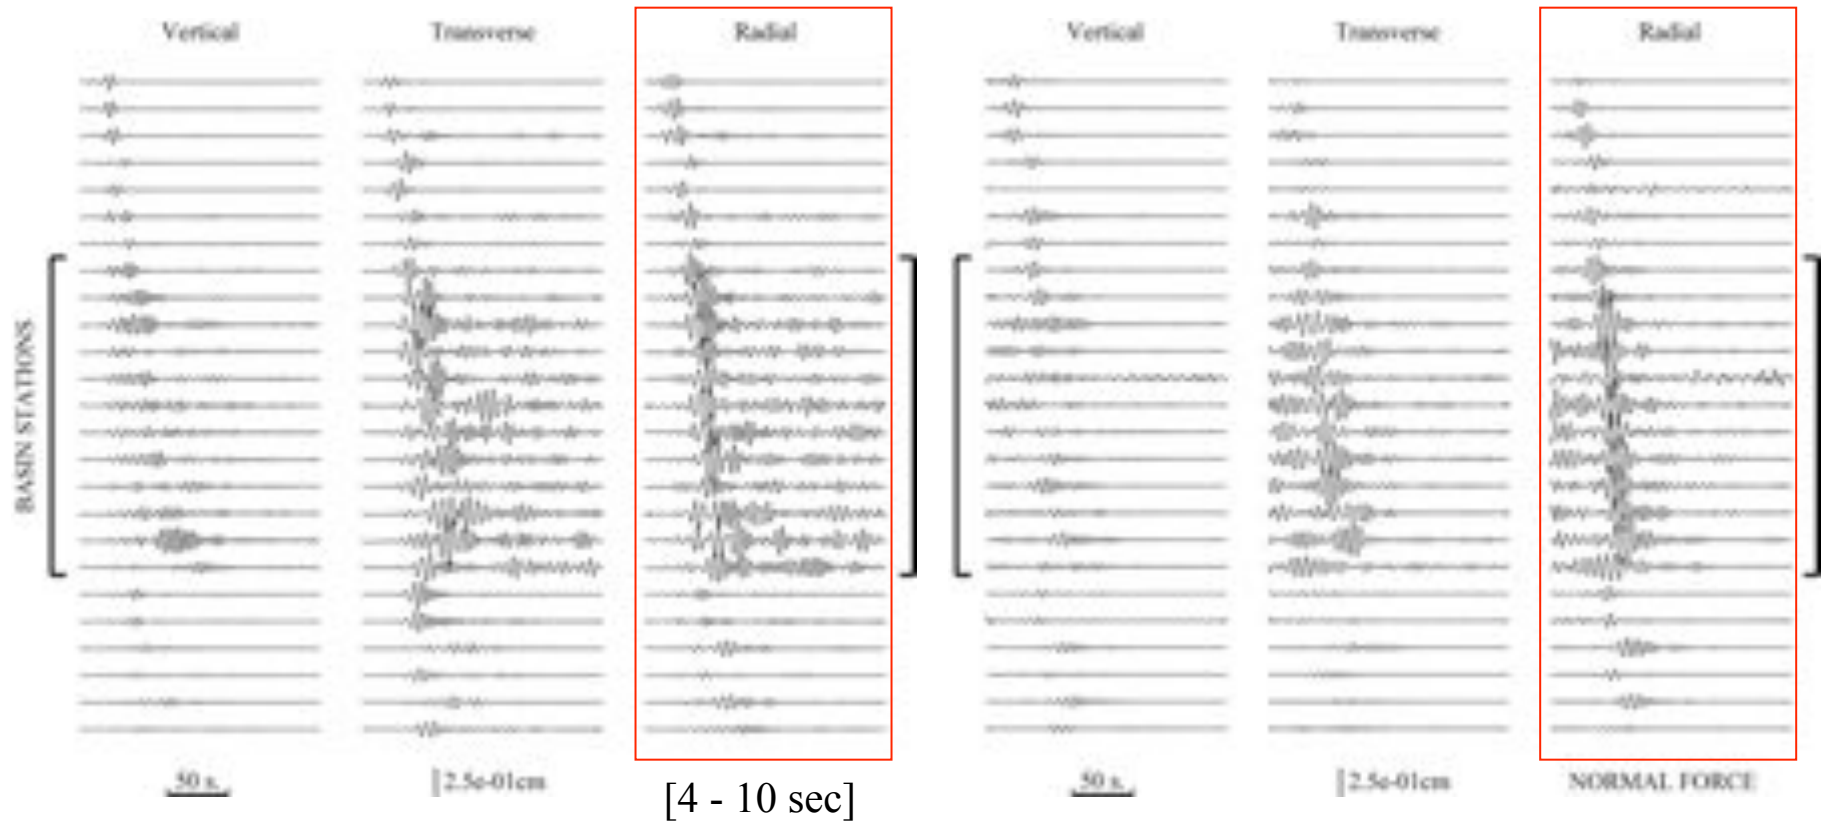 Vertical Transverse Radial Vertical Transverse Radial
BASIN STATIONS
50 s. 2.5e-01cm 50 s. 2.5e-01cm NORMAL FORCE
[4 - 10 sec]